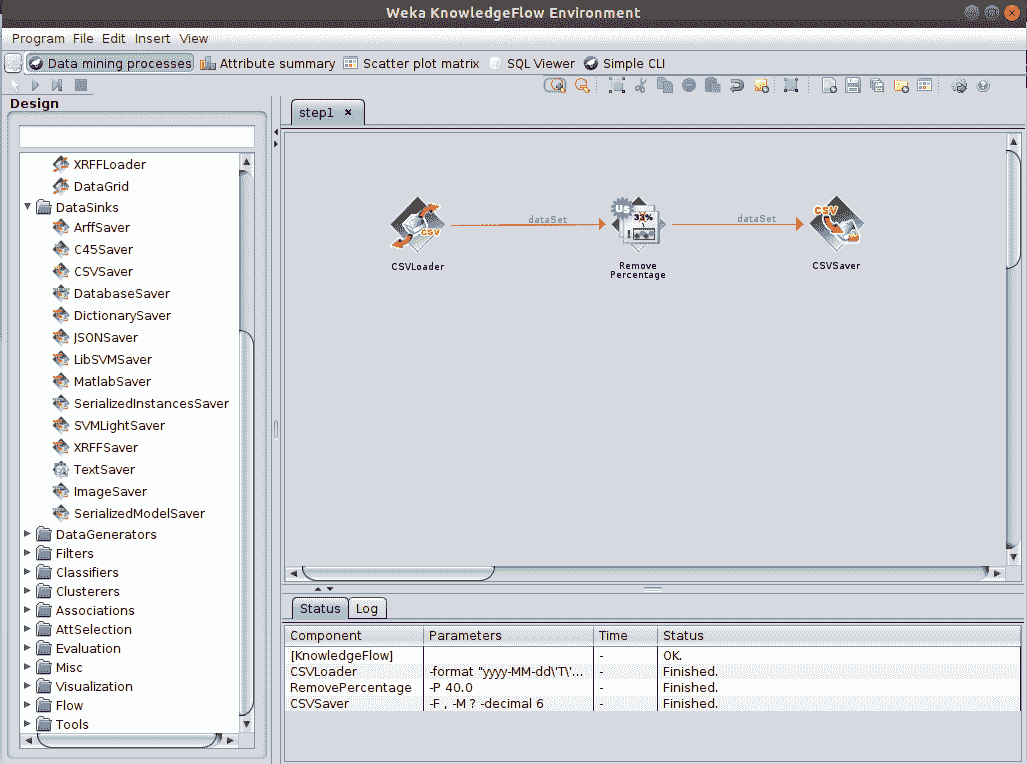 Weka KnowledgeFlow Environment
Program File Edit Insert View
Data mining processes Attribute summary Scatter plot matrix SQL Viewer Simple CLI
Design
step1
XRFFLoader
DataGrid
DataSinks
ArffSaver
C45Saver
CSVSaver
DatabaseSaver
DictionarySaver
JSONSaver
LibSVMSaver
MatlabSaver
SerializedInstancesSaver
SVMLightSaver
XRFFSaver
TextSaver
ImageSaver
SerializedModelSaver
DataGenerators
Filters
Classifiers
Clusterers
Associations
AttSelection
Evaluation
Misc
Visualization
Flow
Tools
CSV
dataSet
US
33%
dataSet
CSV
CSVLoader
Remove
Percentage
CSVSaver
Status Log
Component Parameters Time Status
[KnowledgeFlow] - OK.
CSVLoader -format "yyyy-MM-dd\'T\'... - Finished.
RemovePercentage -P 40.0 - Finished.
CSVSaver -F , -M ? -decimal 6 - Finished.